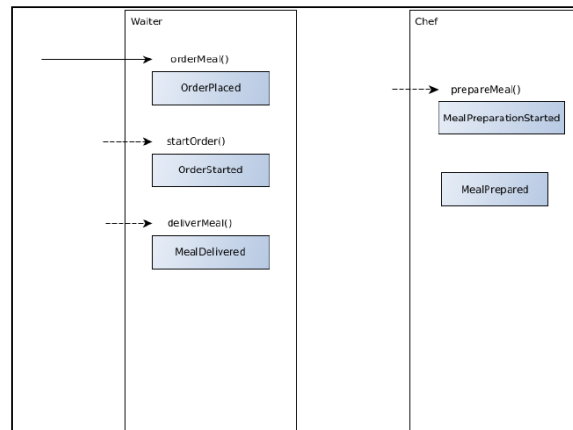 Waiter
orderMeal()
OrderPlaced
startOrder()
OrderStarted
deliverMeal()
MealDelivered
Chef
prepareMeal()
MealPreparationStarted
MealPrepared